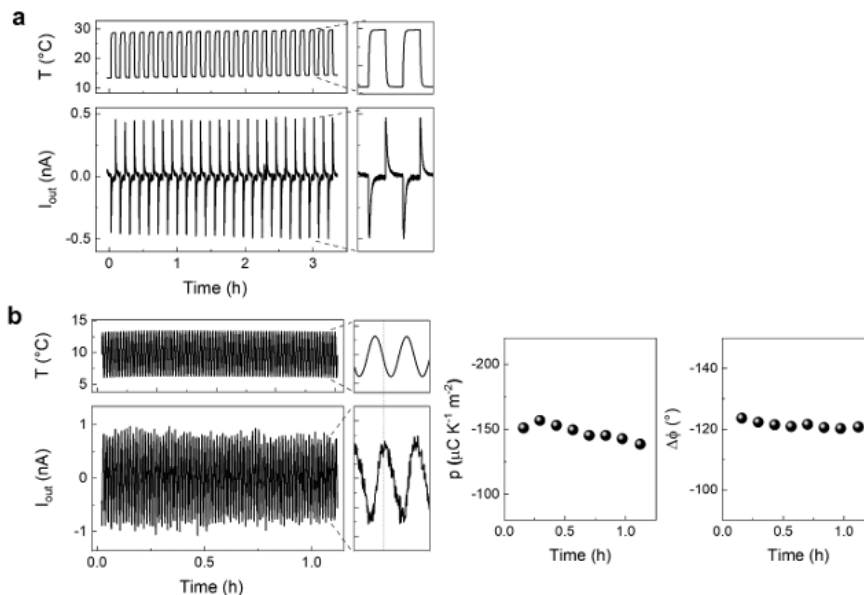 a
30
20
10
T (°C)
0.5
0.0
-0.5
I_out (nA)
0 1 2 3
Time (h)
b
15
10
5
T (°C)
1
0
-1
I_out (nA)
0.0 0.5 1.0
Time (h)
-200
-150
-100
p (μC K⁻¹ m⁻²)
0.0 0.5 1.0
Time (h)
-140
-120
-100
Δϕ (°)
0.0 0.5 1.0
Time (h)